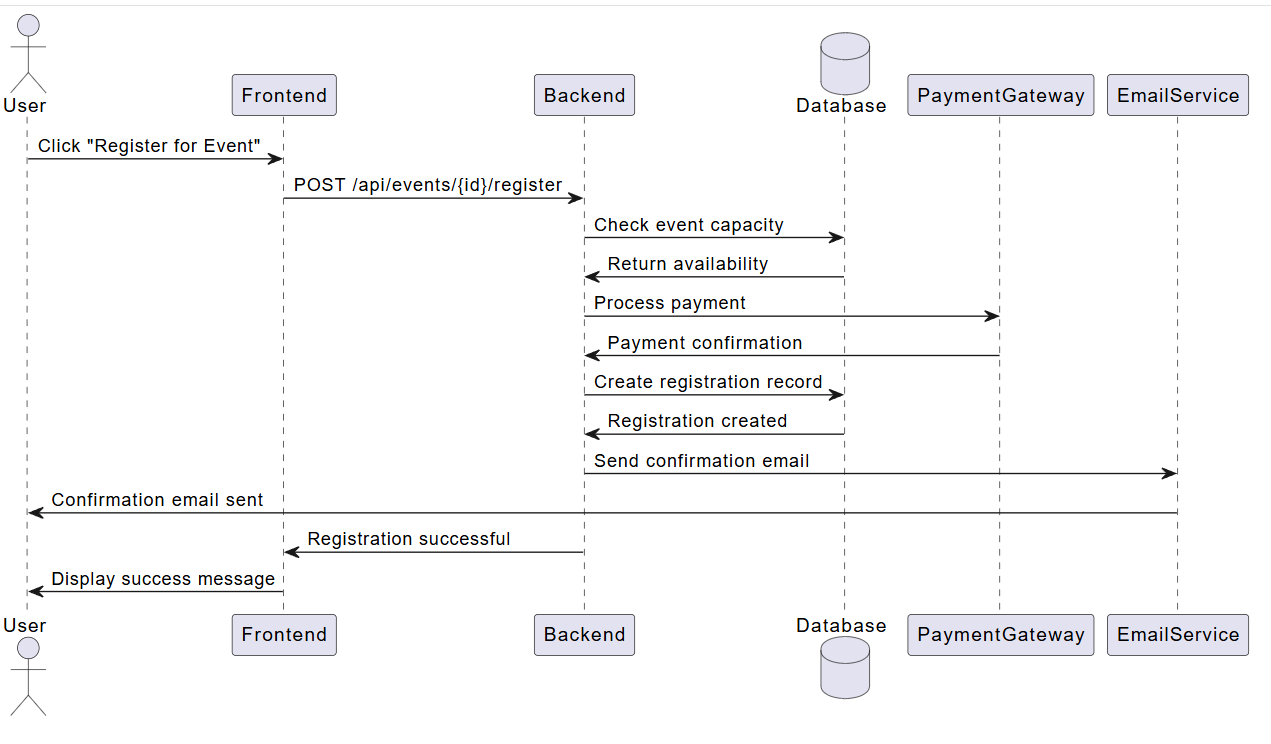 User
Frontend
Backend
Database
PaymentGateway
EmailService
Click "Register for Event"
POST /api/events/{id}/register
Check event capacity
Return availability
Process payment
Payment confirmation
Create registration record
Registration created
Send confirmation email
Confirmation email sent
Registration successful
Display success message
User
Frontend
Backend
Database
PaymentGateway
EmailService